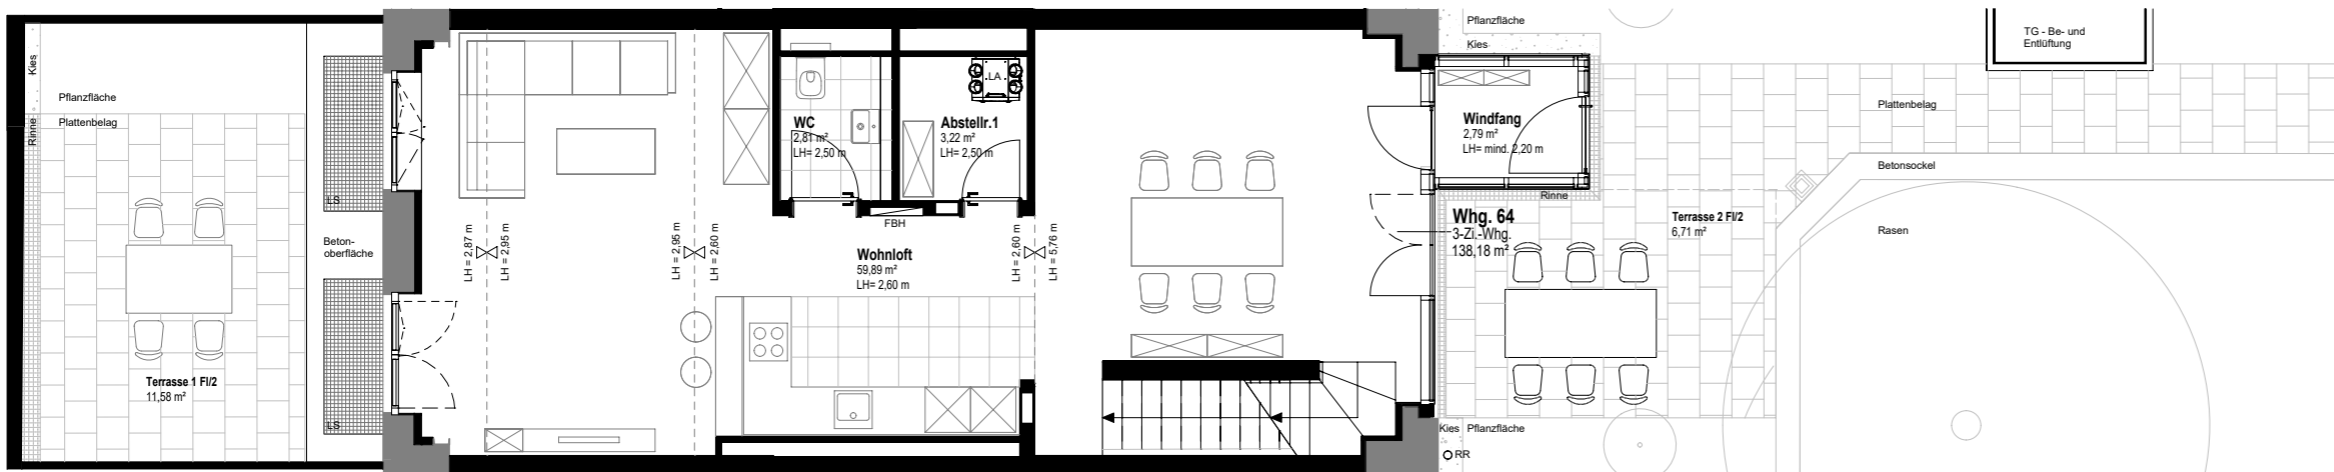 Kies
Pflanzfläche
Rinne
Plattenbelag
Terrasse 1 Fl/2
11,58 m²
LS
Beton-
oberfläche
LS
LH = 2,87 m
LH = 2,95 m
LH = 2,95 m
LH = 2,60 m
WC
2,81 m²
LH= 2,50 m
LA
Abstellr.1
3,22 m²
LH= 2,50 m
FBH
Wohnloft
59,89 m²
LH= 2,60 m
LH = 2,60 m
LH = 5,76 m
Pflanzfläche
Kies
Windfang
2,79 m²
LH= mind. 2,20 m
Rinne
Whg. 64
3-Zi.-Whg.
138,18 m²
Terrasse 2 Fl/2
6,71 m²
Kies
Pflanzfläche
RR
TG - Be- und
Entlüftung
Plattenbelag
Betonsockel
Rasen